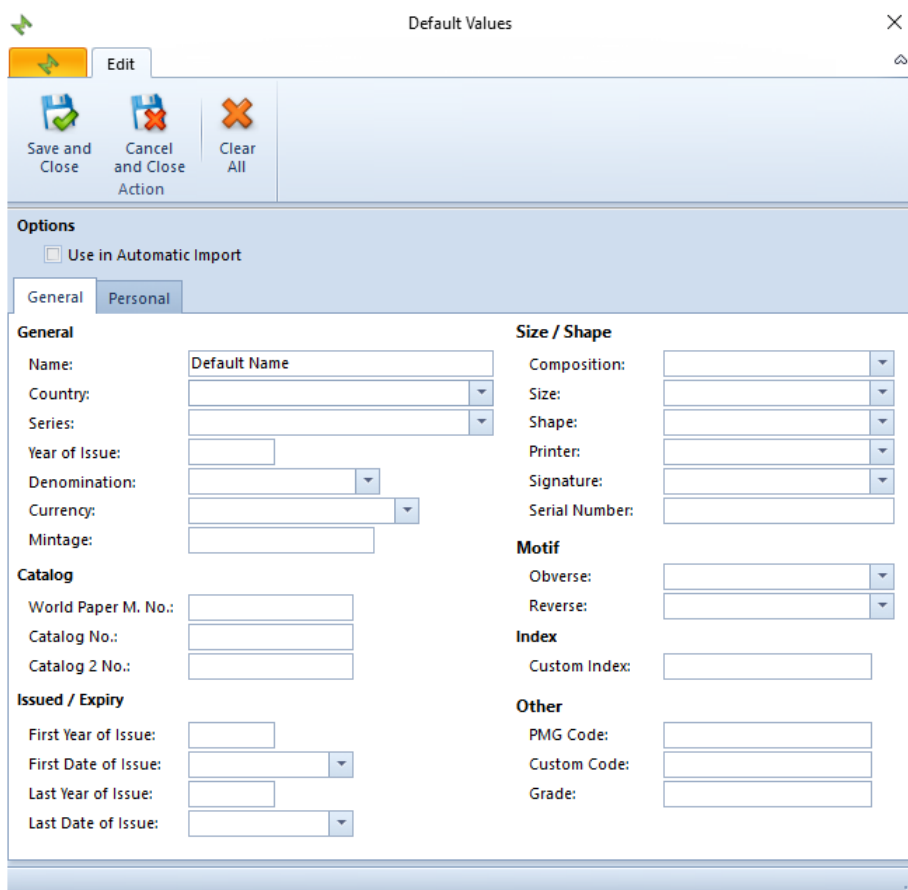 Default Values
Edit
Save and Close
Cancel and Close
Clear All
Action
Options
Use in Automatic Import
General
Personal
General
Name:
Default Name
Country:
Series:
Year of Issue:
Denomination:
Currency:
Mintage:
Catalog
World Paper M. No.:
Catalog No.:
Catalog 2 No.:
Issued / Expiry
First Year of Issue:
First Date of Issue:
Last Year of Issue:
Last Date of Issue:
Size / Shape
Composition:
Size:
Shape:
Printer:
Signature:
Serial Number:
Motif
Obverse:
Reverse:
Index
Custom Index:
Other
PMG Code:
Custom Code:
Grade: